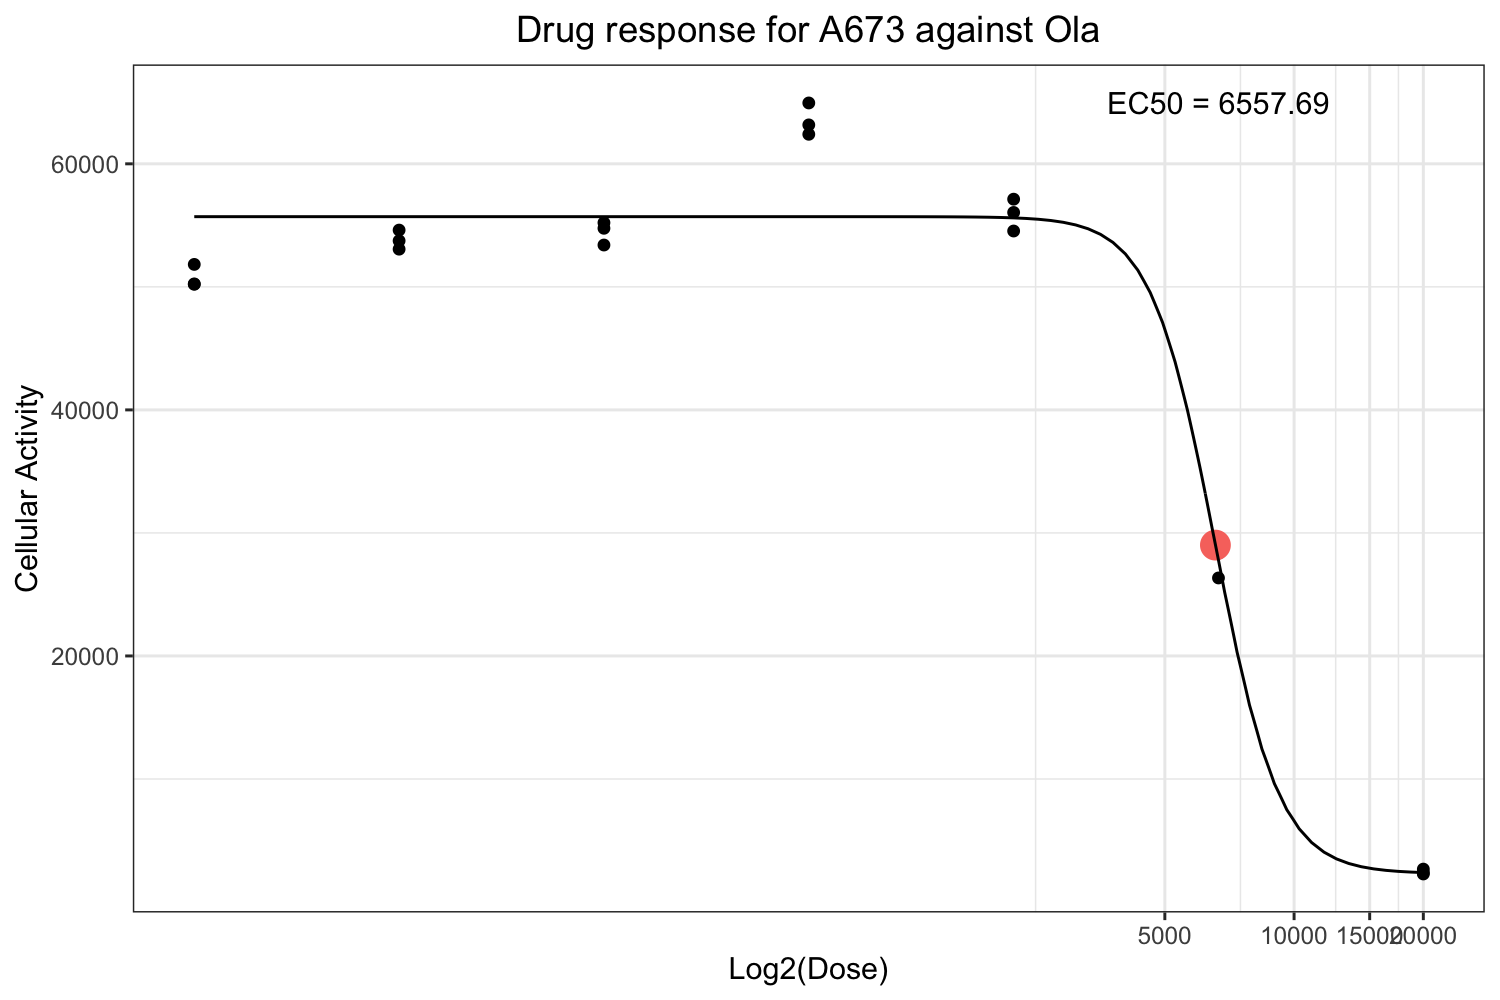 Drug response for A673 against Ola
EC50 = 6557.69
60000
40000
20000
Cellular Activity
5000 10000 15000 20000
Log2(Dose)